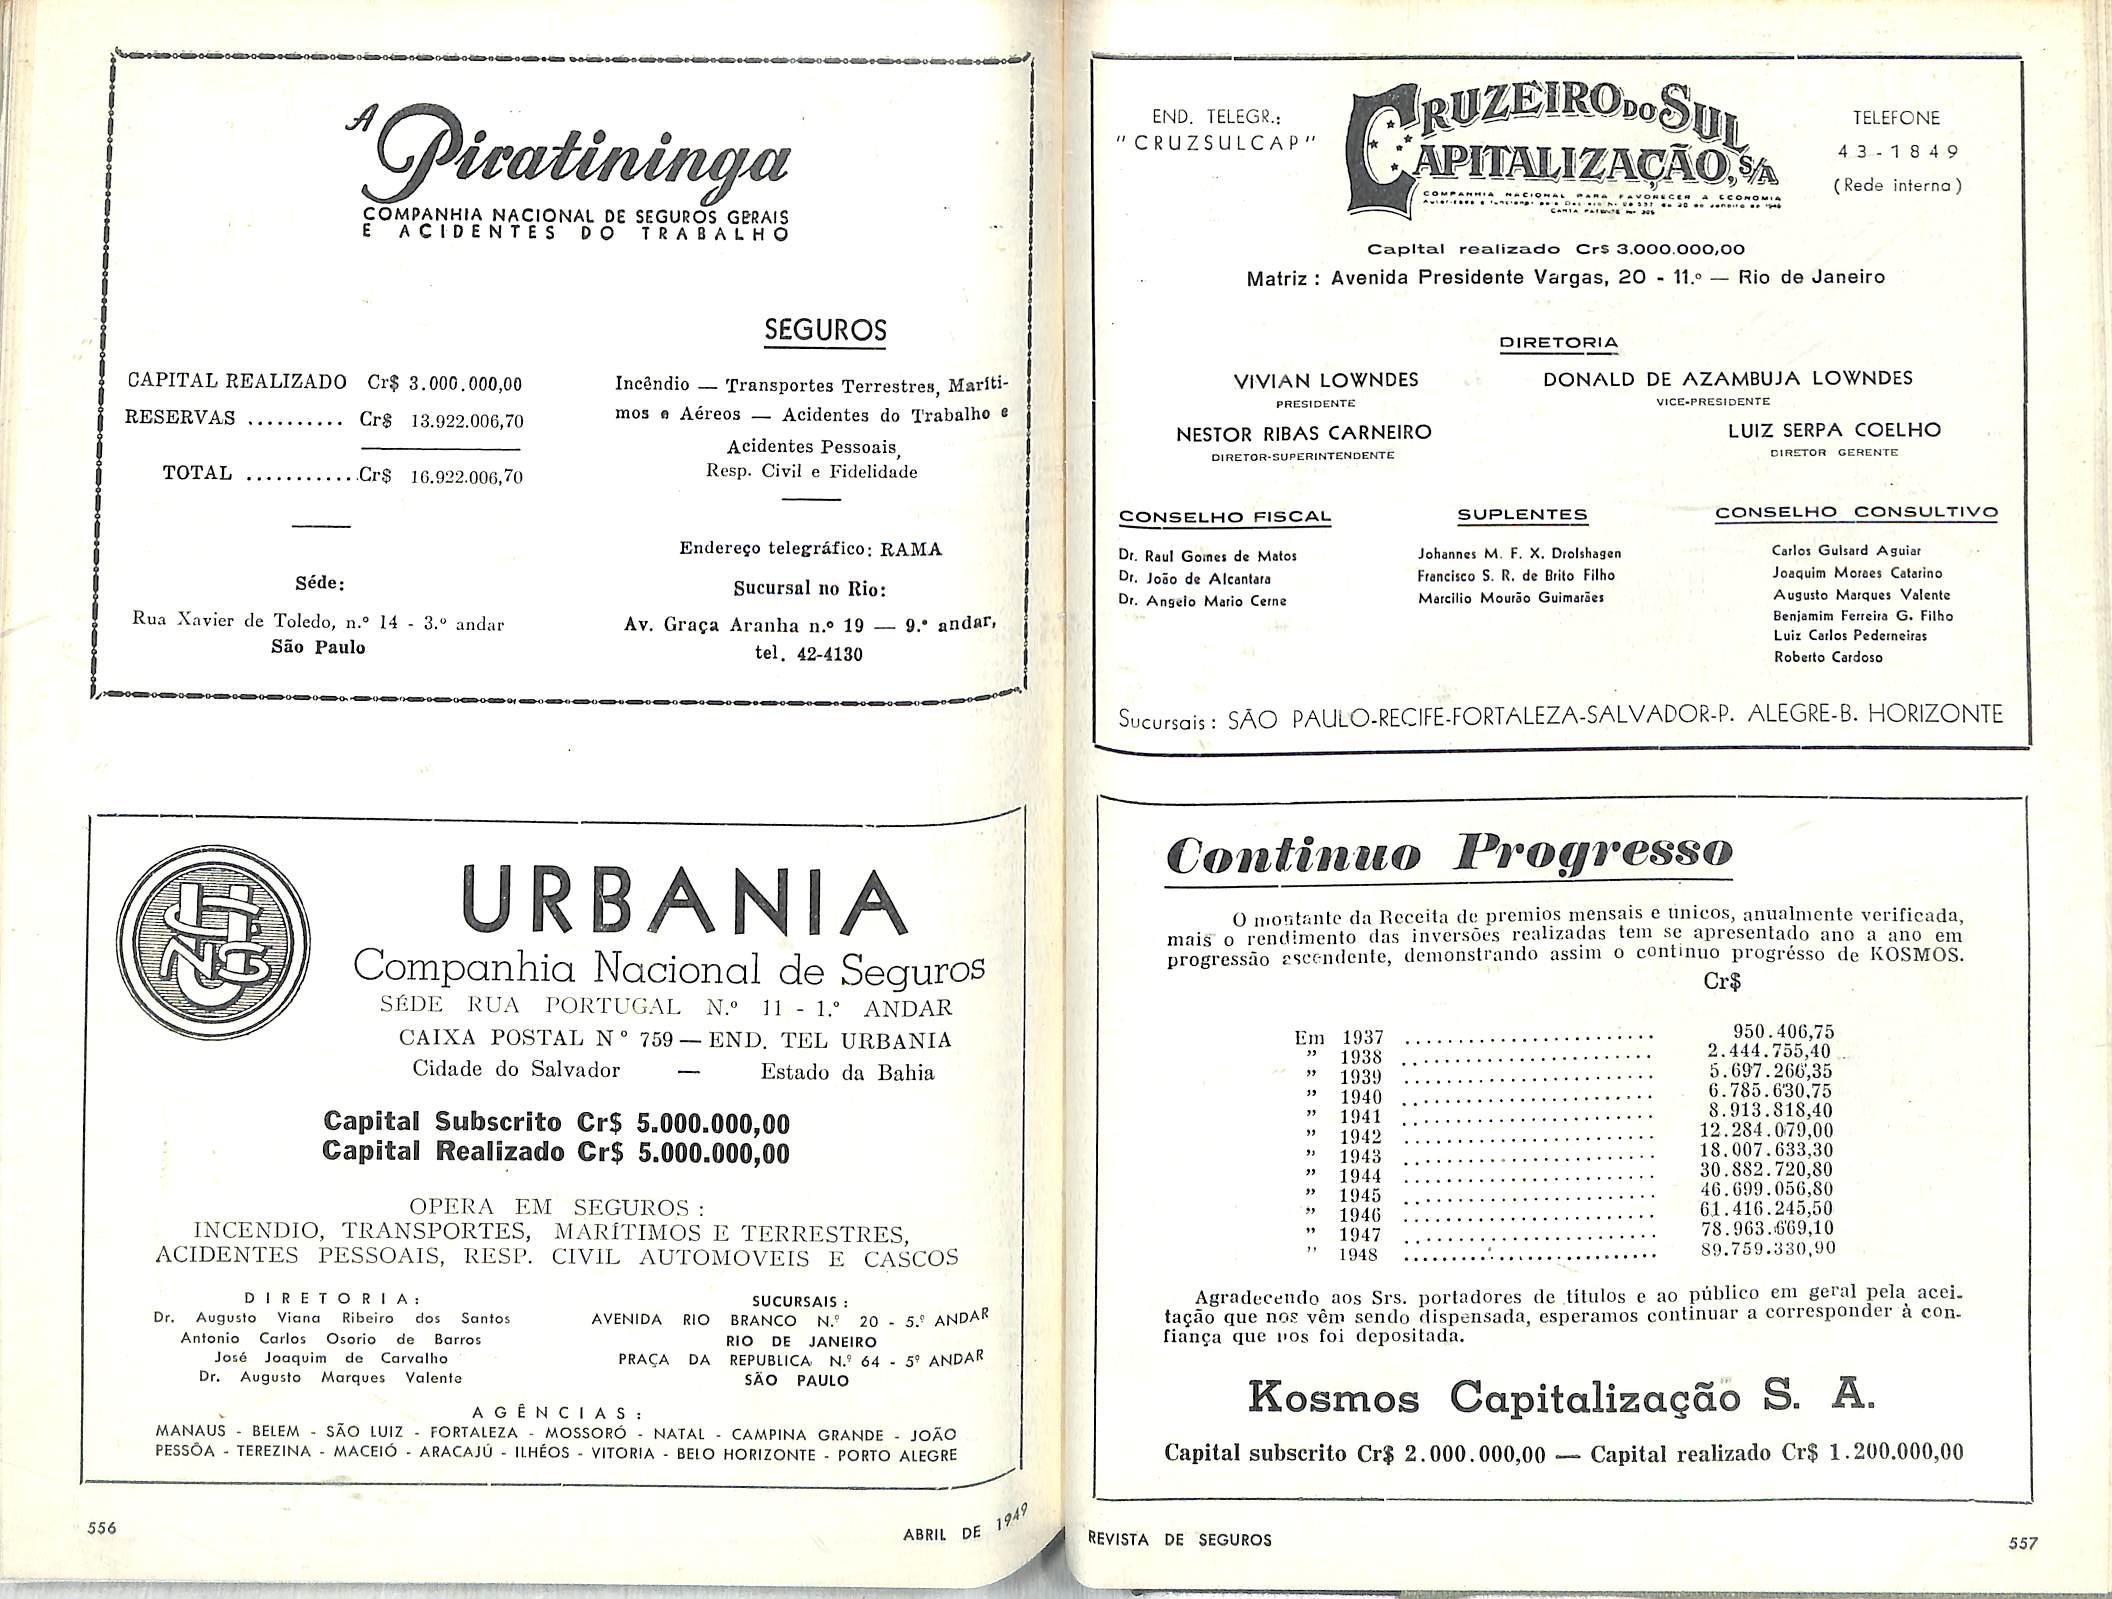 A Piratininga
COMPANHIA NACIONAL DE SEGUROS GERAIS
E ACIDENTES DO TRABALHO
CAPITAL REALIZADO Cr$ 3.000.000,00
RESERVAS .......... Cr$ 13.922.006,70
TOTAL ............ Cr$ 16.922.006,70
Séde:
Rua Xavier de Toledo, n.º 14 - 3.º andar
São Paulo
SEGUROS
Incêndio — Transportes Terrestres, Maríti-
mos e Aéreos — Acidentes do Trabalho e
Acidentes Pessoais,
Resp. Civil e Fidelidade
Endereço telegráfico: RAMA
Sucursal no Rio:
Av. Graça Aranha n.º 19 — 9.º andar,
tel. 42-4130
URBANIA
Companhia Nacional de Seguros
SÉDE RUA PORTUGAL N.º 11 - 1.º ANDAR
CAIXA POSTAL Nº 759 — END. TEL URBANIA
Cidade do Salvador — Estado da Bahia
Capital Subscrito Cr$ 5.000.000,00
Capital Realizado Cr$ 5.000.000,00
OPERA EM SEGUROS :
INCENDIO, TRANSPORTES, MARÍTIMOS E TERRESTRES,
ACIDENTES PESSOAIS, RESP. CIVIL AUTOMOVEIS E CASCOS
DIRETORIA:
Dr. Augusto Viana Ribeiro dos Santos
Antonio Carlos Osorio de Barros
José Joaquim de Carvalho
Dr. Augusto Marques Valente
SUCURSAIS :
AVENIDA RIO BRANCO N.º 20 - 5.º ANDAR
RIO DE JANEIRO
PRAÇA DA REPUBLICA N.º 64 - 5º ANDAR
SÃO PAULO
AGÊNCIAS:
MANAUS - BELEM - SÃO LUIZ - FORTALEZA - MOSSORÓ - NATAL - CAMPINA GRANDE - JOÃO
PESSÔA - TEREZINA - MACEIÓ - ARACAJÚ - ILHÉOS - VITORIA - BELO HORIZONTE - PORTO ALEGRE
556
ABRIL DE 1949
END. TELEGR.:
"CRUZSULCAP"
CRUZEIRO DO SUL
CAPITALIZAÇÃO, S/A
COMPANHIA NACIONAL PARA FAVORECER A ECONOMIA
CARTA PATENTE Nº 305
TELEFONE
43-1849
(Rede interna)
Capital realizado Cr$ 3.000.000,00
Matriz : Avenida Presidente Vargas, 20 - 11.º — Rio de Janeiro
DIRETORIA
VIVIAN LOWNDES
PRESIDENTE
DONALD DE AZAMBUJA LOWNDES
VICE-PRESIDENTE
NESTOR RIBAS CARNEIRO
DIRETOR-SUPERINTENDENTE
LUIZ SERPA COELHO
DIRETOR GERENTE
CONSELHO FISCAL
Dr. Raul Gomes de Matos
Dr. João de Alcantara
Dr. Angelo Mario Cerne
SUPLENTES
Johannes M. F. X. Drolshagen
Francisco S. R. de Brito Filho
Marcilio Mourão Guimarães
CONSELHO CONSULTIVO
Carlos Guisard Aguiar
Joaquim Moraes Catarino
Augusto Marques Valente
Benjamim Ferreira G. Filho
Luiz Carlos Pederneiras
Roberto Cardoso
Sucursais : SÃO PAULO-RECIFE-FORTALEZA-SALVADOR-P. ALEGRE-B. HORIZONTE
Continuo Progresso
O montante da Receita de premios mensais e unicos, anualmente verificada,
mais o rendimento das inversões realizadas tem se apresentado ano a ano em
progressão ascendente, demonstrando assim o continuo progrésso de KOSMOS.
Cr$
Em 1937 ........................ 950.406,75
" 1938 ........................ 2.444.755,40
" 1939 ........................ 5.697.266,35
" 1940 ........................ 6.785.630,75
" 1941 ........................ 8.913.818,40
" 1942 ........................ 12.284.079,00
" 1943 ........................ 18.007.633,30
" 1944 ........................ 30.882.720,80
" 1945 ........................ 46.699.056,80
" 1946 ........................ 61.416.245,50
" 1947 ........................ 78.963.669,10
" 1948 ........................ 89.759.330,90
Agradecendo aos Srs. portadores de títulos e ao público em geral pela acei-
tação que nos vêm sendo dispensada, esperamos continuar a corresponder à con-
fiança que nos foi depositada.
Kosmos Capitalização S. A.
Capital subscrito Cr$ 2.000.000,00 — Capital realizado Cr$ 1.200.000,00
REVISTA DE SEGUROS
557